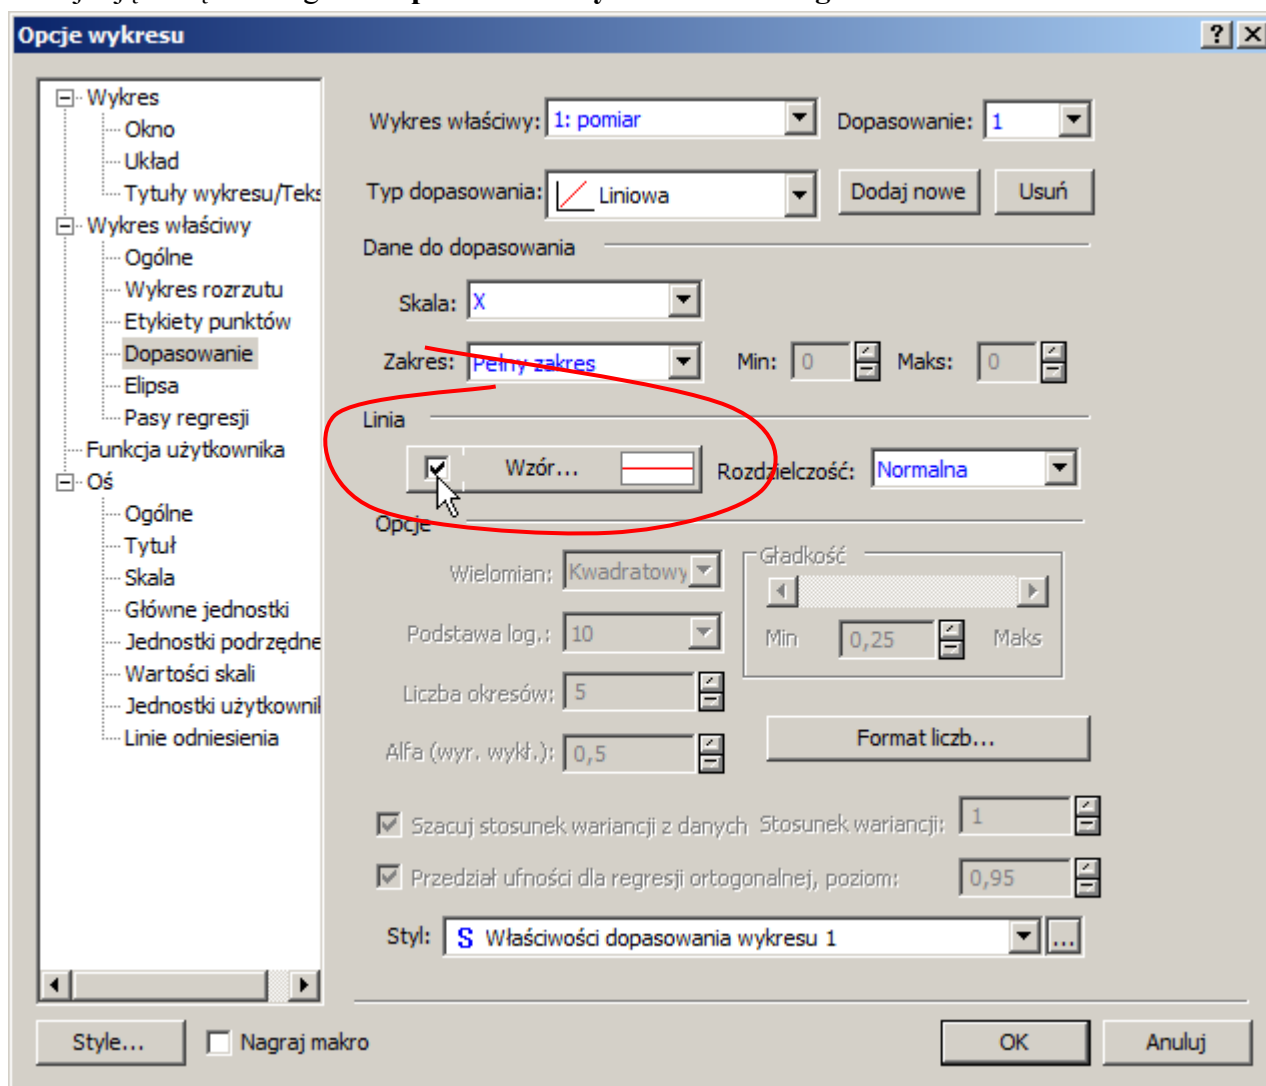 Opcje wykresu
Wykres
Okno
Układ
Tytuły wykresu/Teks
Wykres właściwy
Ogólne
Wykres rozrzutu
Etykiety punktów
Dopasowanie
Elipsa
Pasy regresji
Funkcja użytkownika
Oś
Ogólne
Tytuł
Skala
Główne jednostki
Jednostki podrzędne
Wartości skali
Jednostki użytkownil
Linie odniesienia
Wykres właściwy: 1: pomiar Dopasowanie: 1
Typ dopasowania: Liniowa Dodaj nowe Usuń
Dane do dopasowania
Skala: X
Zakres: Pełny zakres Min: 0 Maks: 0
Linia
Wzór... Rozdzielczość: Normalna
Opcje
Wielomian: Kwadratowy
Podstawa log.: 10
Liczba okresów: 5
Alfa (wyr. wykł.): 0,5
Gładkość
Min 0,25 Maks
Format liczb...
Szacuj stosunek wariancji z danych Stosunek wariancji: 1
Przedział ufności dla regresji ortogonalnej, poziom: 0,95
Styl: S Właściwości dopasowania wykresu 1 ...
Style... Nagraj makro OK Anuluj